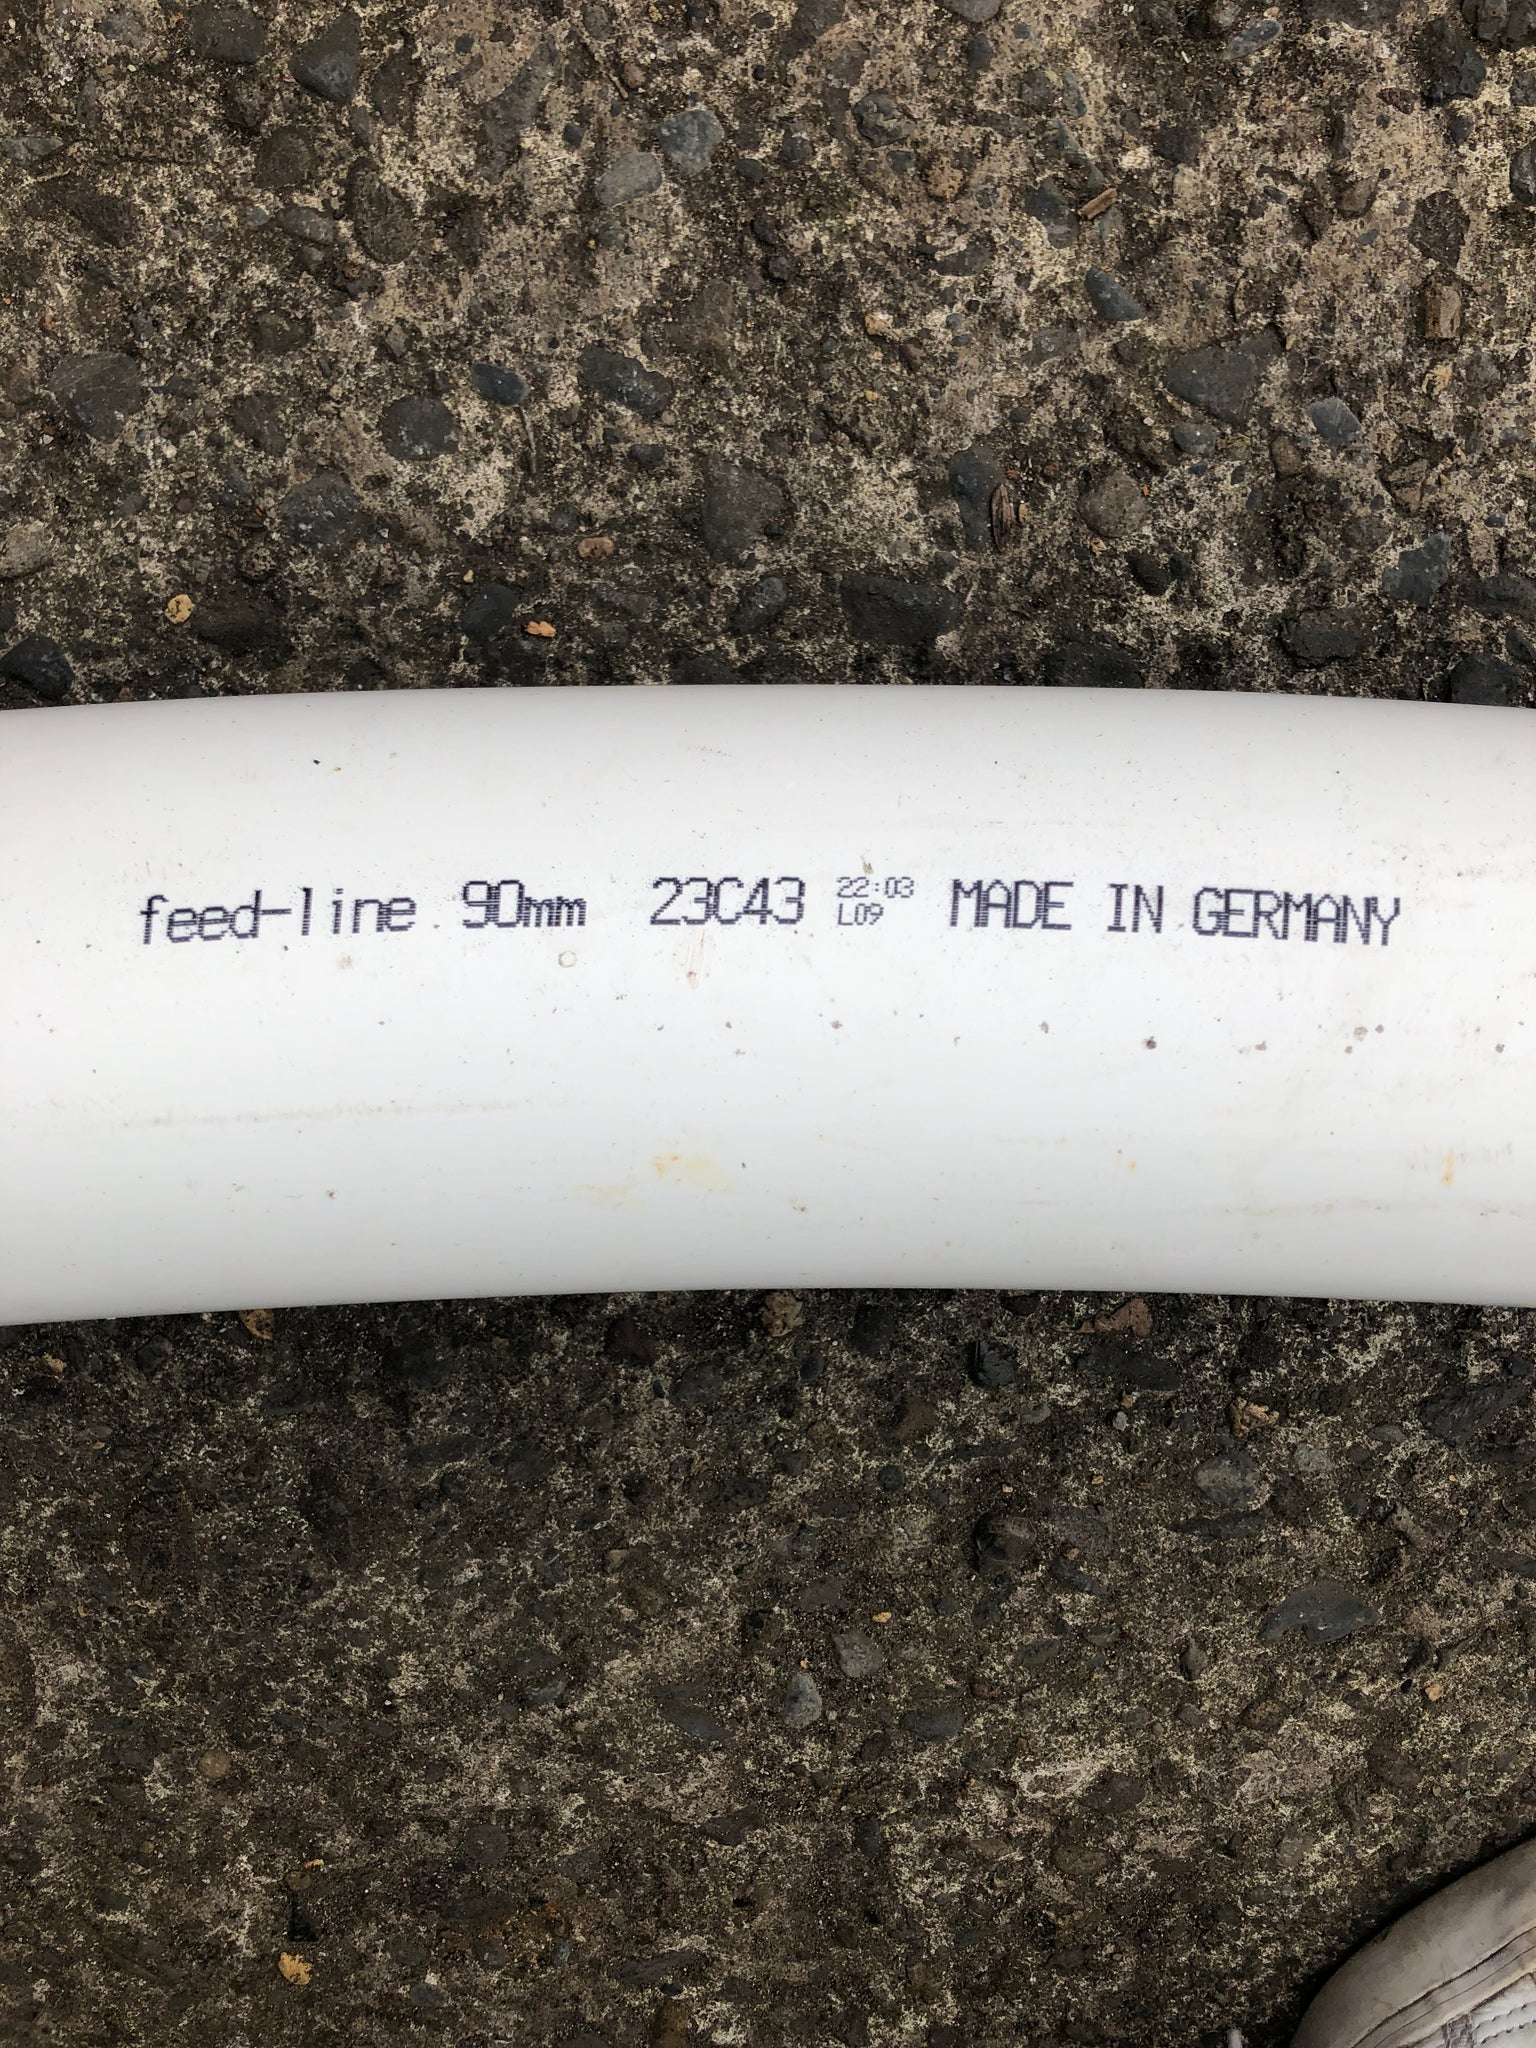 feed-line 90mm 23C43 22:03 MADE IN GERMANY
L09